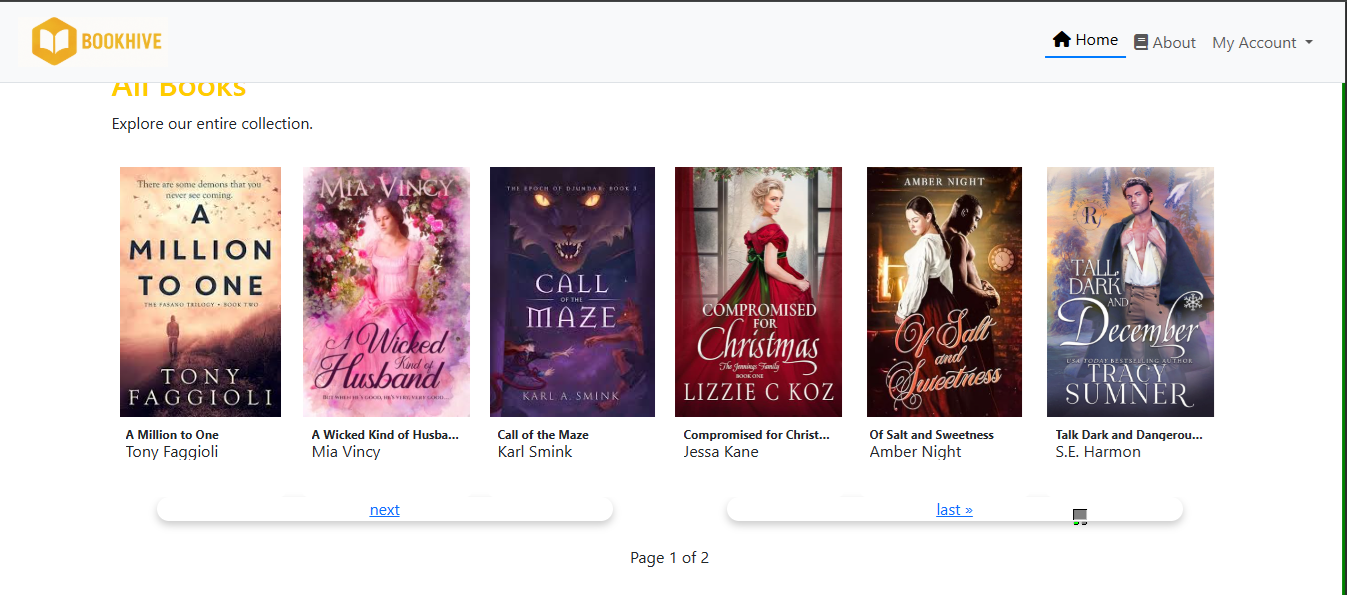 BOOKHIVE
Home
About
My Account
All Books
Explore our entire collection.
There are some demons that you
never see coming.
A
MILLION
TO ONE
THE FASANO TRILOGY • BOOK TWO
TONY
FAGGIOLI
MIA VINCY
A Wicked
Kind of
Husband
BUT WHEN HE'S GOOD, HE'S VERY, VERY GOOD...
THE EPOCH OF DJUNDAR: BOOK 3
CALL
OF THE
MAZE
KARL A. SMINK
COMPROMISED
FOR
Christmas
The Jennings Family
BOOK ONE
LIZZIE C KOZ
AMBER NIGHT
Of Salt
and
Sweetness
R
TALL,
DARK
AND
December
USA TODAY BESTSELLING AUTHOR
TRACY
SUMNER
A Million to One
Tony Faggioli
A Wicked Kind of Husba...
Mia Vincy
Call of the Maze
Karl Smink
Compromised for Christ...
Jessa Kane
Of Salt and Sweetness
Amber Night
Talk Dark and Dangerou...
S.E. Harmon
next
last »
Page 1 of 2